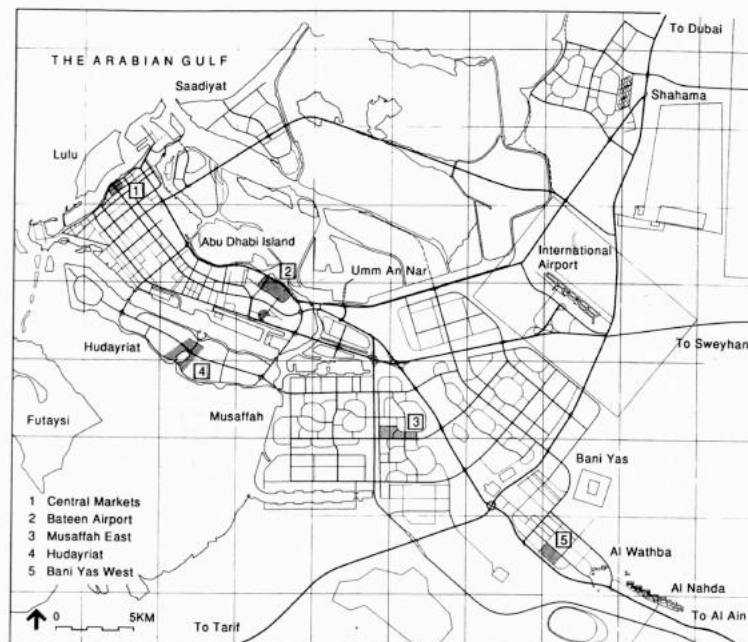 To Dubai
THE ARABIAN GULF
Saadiyat
Shahama
Lulu
1
Abu Dhabi Island
International
Airport
2
Umm An Nar
To Sweyhan
Hudayriat
4
Musaffah
3
Futaysi
Bani Yas
1 Central Markets
2 Bateen Airport
3 Musaffah East
4 Hudayriat
5 Bani Yas West
5
Al Wathba
Al Nahda
0 5KM
To Tarif
To Al Ain